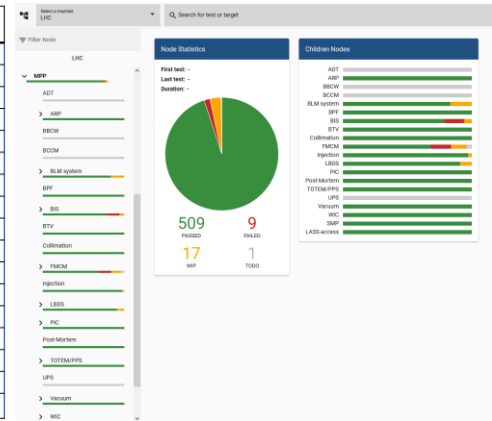 Select a machine
LHC
Search for test or target
Filter Node
LHC
MPP
ADT
ARP
BBCW
BCCM
BLM system
BPF
BIS
BTV
Collimation
FMCM
Injection
LBDS
PIC
Post-Mortem
TOTEM/PPS
UPS
Vacuum
WIC
Node Statistics
First test: -
Last test: -
Duration: -
509
PASSED
9
FAILED
17
WIP
1
TODO
Children Nodes
ADT
ARP
BBCW
BCCM
BLM system
BPF
BIS
BTV
Collimation
FMCM
Injection
LBDS
PIC
Post-Mortem
TOTEM/PPS
UPS
Vacuum
WIC
SMP
LASS-access